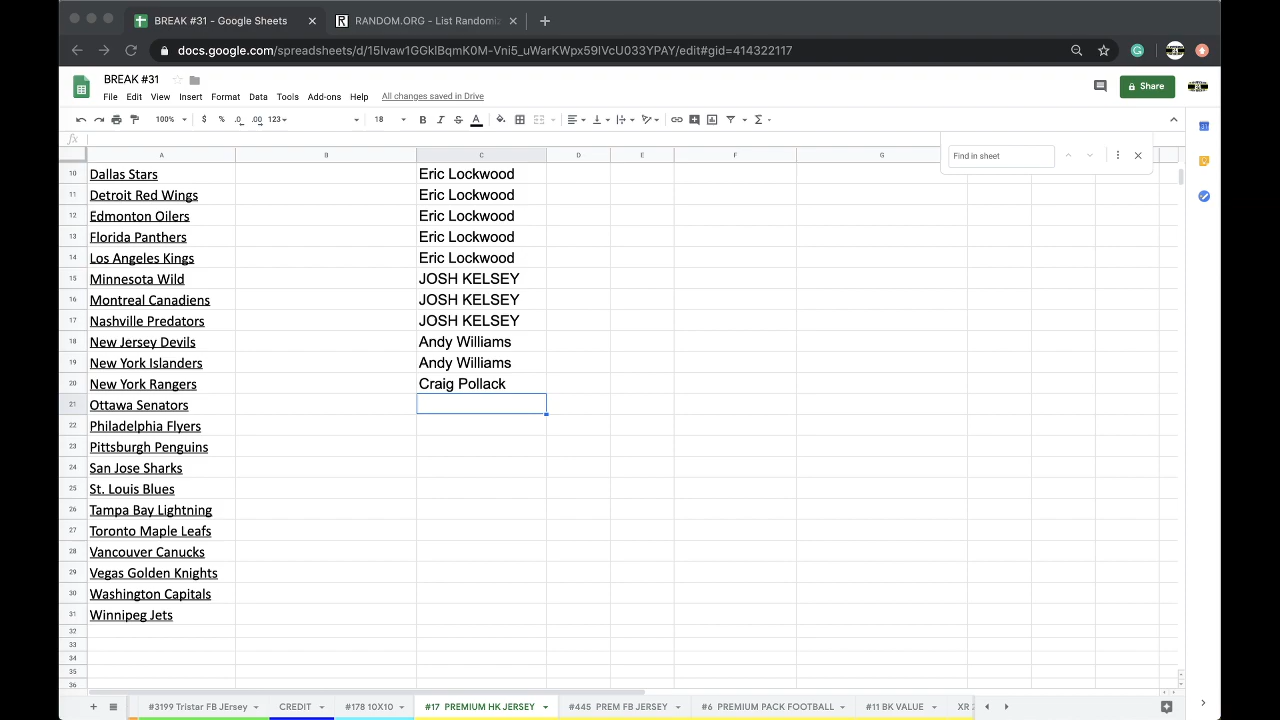 BREAK #31 - Google Sheets
RANDOM.ORG - List Randomiz
docs.google.com/spreadsheets/d/15Ivaw1GGkIBqmK0M-Vni5_uWarKWpx59IVcU033YPAY/edit#gid=414322117
BREAK #31
File Edit View Insert Format Data Tools Add-ons Help All changes saved in Drive
Share
100% $ % .0 .00 123 18
fx
Find in sheet
A B C D E F G
10 Dallas Stars Eric Lockwood
11 Detroit Red Wings Eric Lockwood
12 Edmonton Oilers Eric Lockwood
13 Florida Panthers Eric Lockwood
14 Los Angeles Kings Eric Lockwood
15 Minnesota Wild JOSH KELSEY
16 Montreal Canadiens JOSH KELSEY
17 Nashville Predators JOSH KELSEY
18 New Jersey Devils Andy Williams
19 New York Islanders Andy Williams
20 New York Rangers Craig Pollack
21 Ottawa Senators
22 Philadelphia Flyers
23 Pittsburgh Penguins
24 San Jose Sharks
25 St. Louis Blues
26 Tampa Bay Lightning
27 Toronto Maple Leafs
28 Vancouver Canucks
29 Vegas Golden Knights
30 Washington Capitals
31 Winnipeg Jets
32
33
34
35
36
#3199 Tristar FB JErsey CREDIT #178 10X10 #17 PREMIUM HK JERSEY #445 PREM FB JERSEY #6 PREMIUM PACK FOOTBALL #11 BK VALUE XR